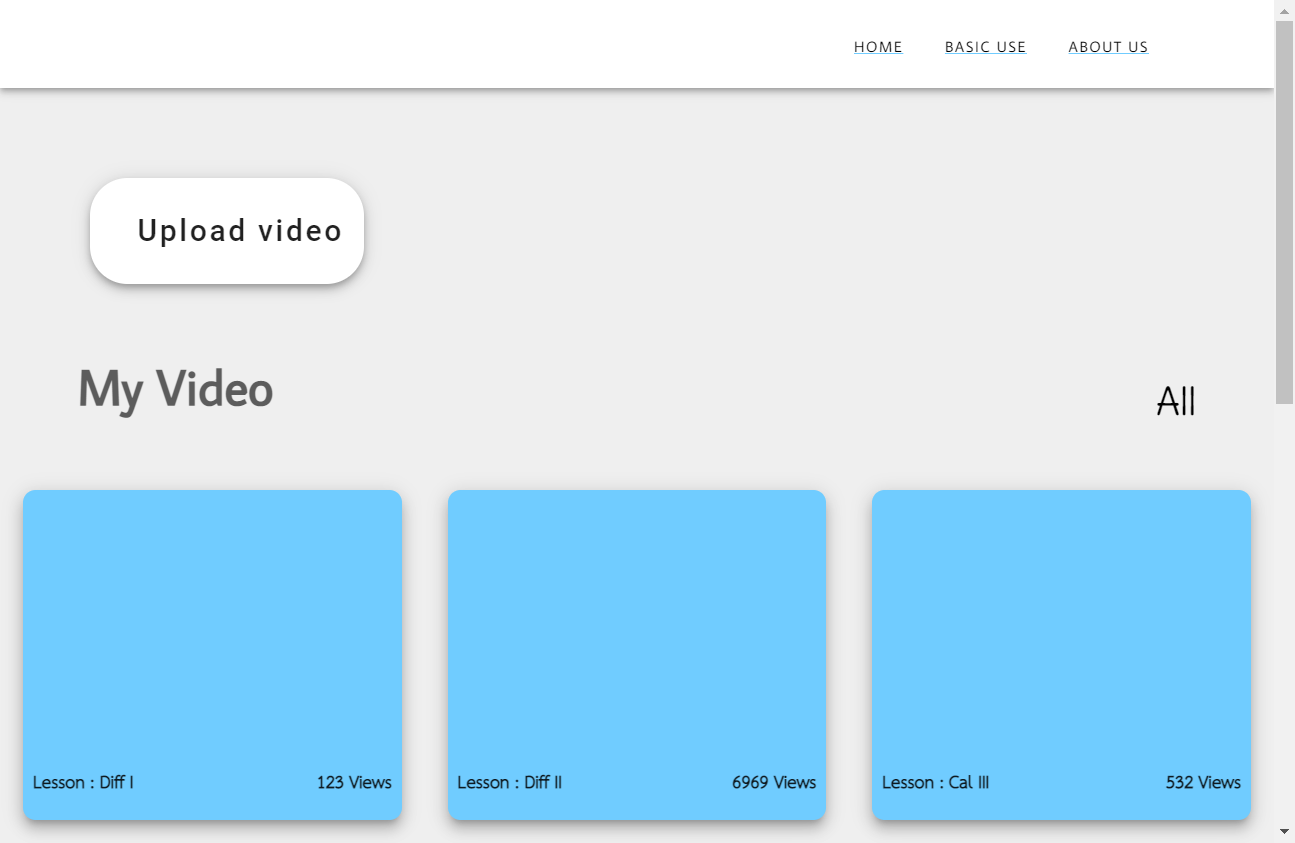 HOME BASIC USE ABOUT US
Upload video
My Video
All
Lesson : Diff I 123 Views
Lesson : Diff II 6969 Views
Lesson : Cal III 532 Views